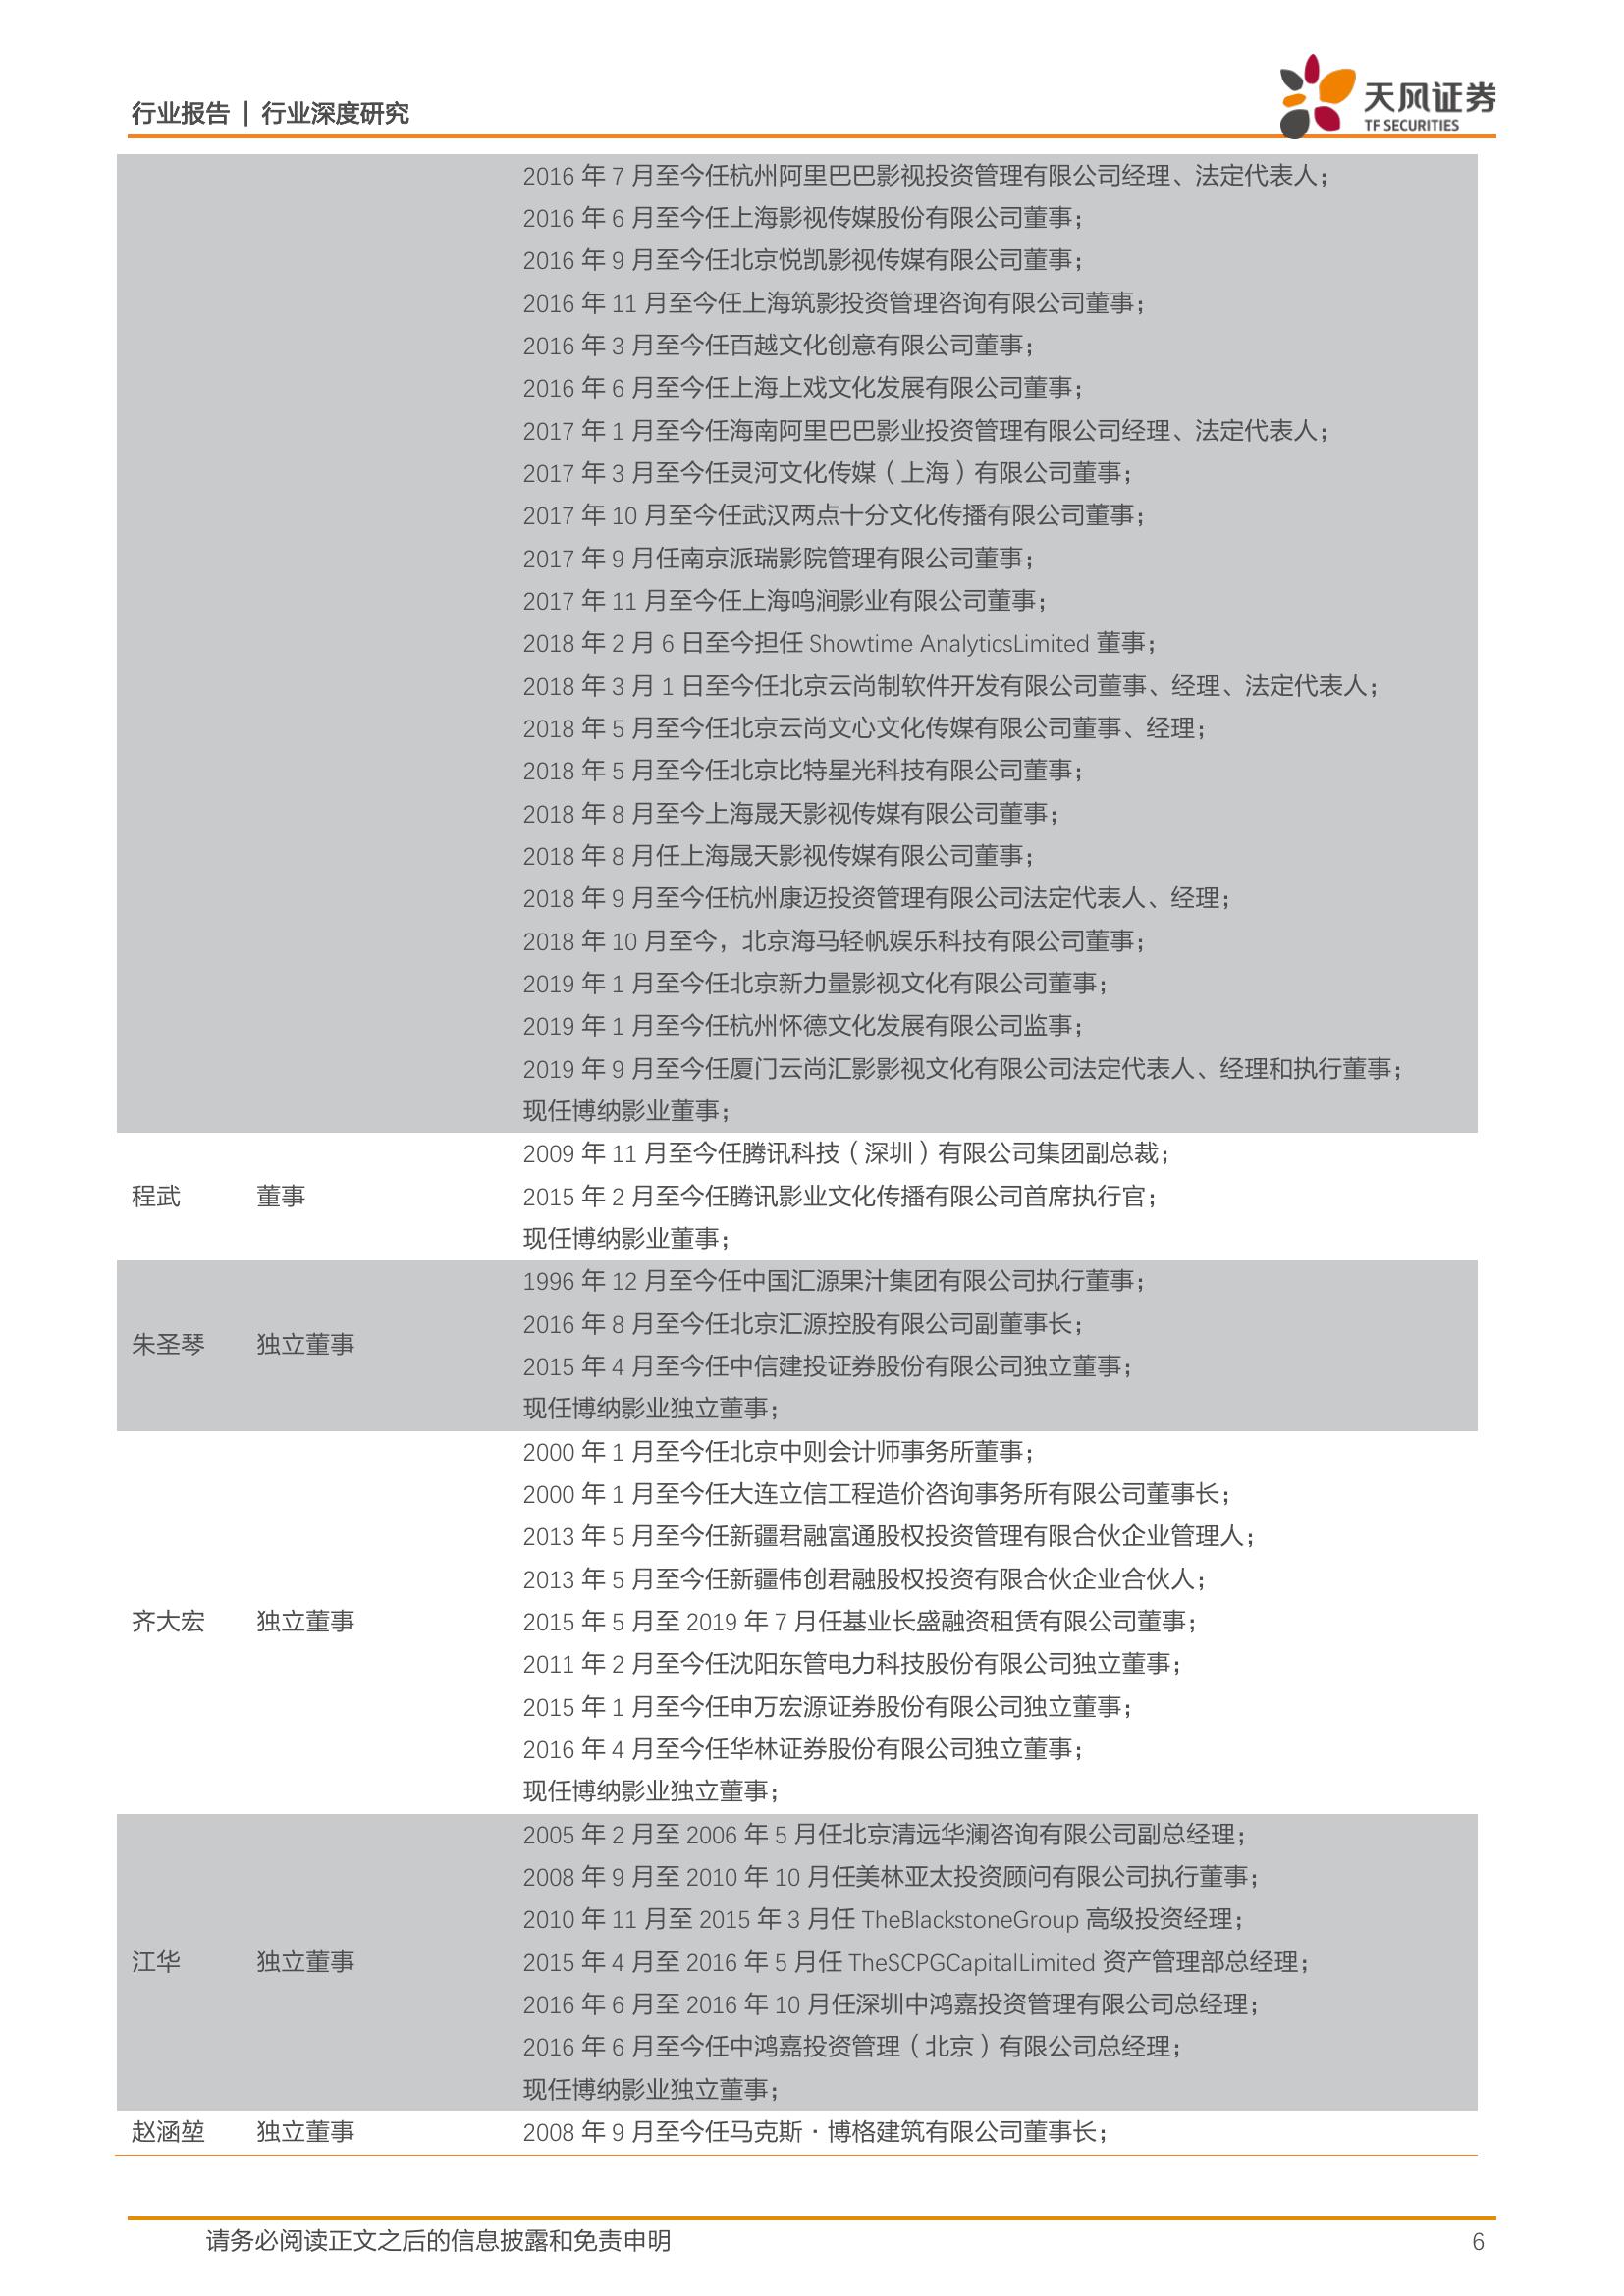 行业报告 | 行业深度研究
天风证券
TF SECURITIES
2016 年 7 月至今任杭州阿里巴巴影视投资管理有限公司经理、法定代表人；
2016 年 6 月至今任上海影视传媒股份有限公司董事；
2016 年 9 月至今任北京悦凯影视传媒有限公司董事；
2016 年 11 月至今任上海筑影投资管理咨询有限公司董事；
2016 年 3 月至今任百越文化创意有限公司董事；
2016 年 6 月至今任上海上戏文化发展有限公司董事；
2017 年 1 月至今任海南阿里巴巴影业投资管理有限公司经理、法定代表人；
2017 年 3 月至今任灵河文化传媒（上海）有限公司董事；
2017 年 10 月至今任武汉两点十分文化传播有限公司董事；
2017 年 9 月任南京派瑞影院管理有限公司董事；
2017 年 11 月至今任上海鸣涧影业有限公司董事；
2018 年 2 月 6 日至今担任 Showtime AnalyticsLimited 董事；
2018 年 3 月 1 日至今任北京云尚制软件开发有限公司董事、经理、法定代表人；
2018 年 5 月至今任北京云尚文心文化传媒有限公司董事、经理；
2018 年 5 月至今任北京比特星光科技有限公司董事；
2018 年 8 月至今上海晟天影视传媒有限公司董事；
2018 年 8 月任上海晟天影视传媒有限公司董事；
2018 年 9 月至今任杭州康迈投资管理有限公司法定代表人、经理；
2018 年 10 月至今，北京海马轻帆娱乐科技有限公司董事；
2019 年 1 月至今任北京新力量影视文化有限公司董事；
2019 年 1 月至今任杭州怀德文化发展有限公司监事；
2019 年 9 月至今任厦门云尚汇影影视文化有限公司法定代表人、经理和执行董事；
现任博纳影业董事；
2009 年 11 月至今任腾讯科技（深圳）有限公司集团副总裁；
程武 董事 2015 年 2 月至今任腾讯影业文化传播有限公司首席执行官；
现任博纳影业董事；
1996 年 12 月至今任中国汇源果汁集团有限公司执行董事；
2016 年 8 月至今任北京汇源控股有限公司副董事长；
朱圣琴 独立董事
2015 年 4 月至今任中信建投证券股份有限公司独立董事；
现任博纳影业独立董事；
2000 年 1 月至今任北京中则会计师事务所董事；
2000 年 1 月至今任大连立信工程造价咨询事务所有限公司董事长；
2013 年 5 月至今任新疆君融富通股权投资管理有限合伙企业管理人；
2013 年 5 月至今任新疆伟创君融股权投资有限合伙企业合伙人；
齐大宏 独立董事 2015 年 5 月至 2019 年 7 月任基业长盛融资租赁有限公司董事；
2011 年 2 月至今任沈阳东管电力科技股份有限公司独立董事；
2015 年 1 月至今任申万宏源证券股份有限公司独立董事；
2016 年 4 月至今任华林证券股份有限公司独立董事；
现任博纳影业独立董事；
2005 年 2 月至 2006 年 5 月任北京清远华澜咨询有限公司副总经理；
2008 年 9 月至 2010 年 10 月任美林亚太投资顾问有限公司执行董事；
2010 年 11 月至 2015 年 3 月任 TheBlackstoneGroup 高级投资经理；
江华 独立董事 2015 年 4 月至 2016 年 5 月任 TheSCPGCapitalLimited 资产管理部总经理；
2016 年 6 月至 2016 年 10 月任深圳中鸿嘉投资管理有限公司总经理；
2016 年 6 月至今任中鸿嘉投资管理（北京）有限公司总经理；
现任博纳影业独立董事；
赵涵堃 独立董事 2008 年 9 月至今任马克斯·博格建筑有限公司董事长；
请务必阅读正文之后的信息披露和免责申明 6